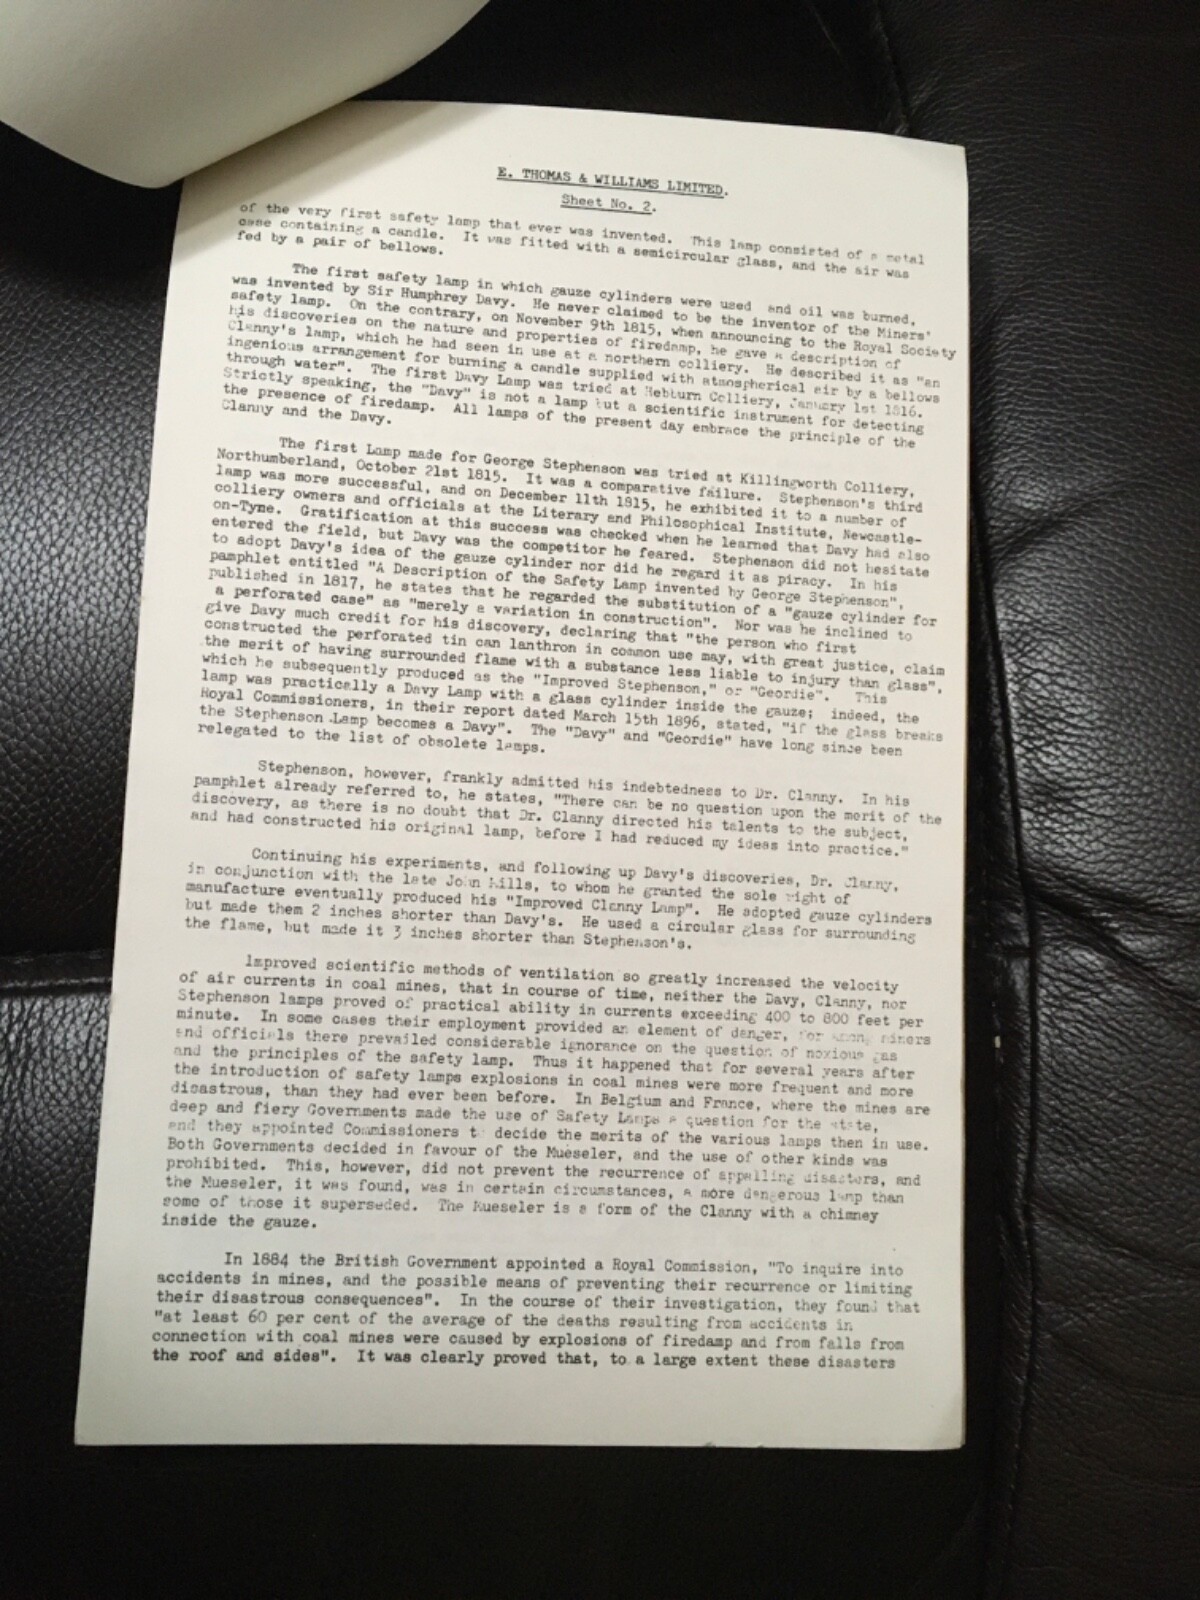 E. THOMAS & WILLIAMS LIMITED.
Sheet No. 2.
of the very first safety lamp that ever was invented. This lamp consisted of a metal
case containing a candle. It was fitted with a semicircular glass, and the air was
fed by a pair of bellows.
The first safety lamp in which gauze cylinders were used and oil was burned,
was invented by Sir Humphrey Davy. He never claimed to be the inventor of the Miners'
safety lamp. On the contrary, on November 9th 1815, when announcing to the Royal Society
his discoveries on the nature and properties of firedamp, he gave a description of
Clanny's lamp, which he had seen in use at a northern colliery. He described it as "an
ingenious arrangement for burning a candle supplied with atmospherical air by a bellows
through water". The first Davy Lamp was tried at Hebburn Colliery, January 1st 1816.
Strictly speaking, the "Davy" is not a lamp but a scientific instrument for detecting
the presence of firedamp. All lamps of the present day embrace the principle of the
Clanny and the Davy.
The first Lamp made for George Stephenson was tried at Killingworth Colliery,
Northumberland, October 21st 1815. It was a comparative failure. Stephenson's third
lamp was more successful, and on December 11th 1815, he exhibited it to a number of
colliery owners and officials at the Literary and Philosophical Institute, Newcastle-
on-Tyne. Gratification at this success was checked when he learned that Davy had also
entered the field, but Davy was the competitor he feared. Stephenson did not hesitate
to adopt Davy's idea of the gauze cylinder nor did he regard it as piracy. In his
pamphlet entitled "A Description of the Safety Lamp invented by George Stephenson",
published in 1817, he states that he regarded the substitution of a "gauze cylinder for
a perforated case" as "merely a variation in construction". Nor was he inclined to
give Davy much credit for his discovery, declaring that "the person who first
constructed the perforated tin can lanthron in common use may, with great justice, claim
the merit of having surrounded flame with a substance less liable to injury than glass",
which he subsequently produced as the "Improved Stephenson," or "Geordie". This
lamp was practically a Davy Lamp with a glass cylinder inside the gauze; indeed, the
Royal Commissioners, in their report dated March 15th 1896, stated, "if the glass breaks
the Stephenson Lamp becomes a Davy". The "Davy" and "Geordie" have long since been
relegated to the list of obsolete lamps.
Stephenson, however, frankly admitted his indebtedness to Dr. Clanny. In his
pamphlet already referred to, he states, "There can be no question upon the merit of the
discovery, as there is no doubt that Dr. Clanny directed his talents to the subject,
and had constructed his original lamp, before I had reduced my ideas into practice."
Continuing his experiments, and following up Davy's discoveries, Dr. Clanny,
in conjunction with the late John Mills, to whom he granted the sole right of
manufacture eventually produced his "Improved Clanny Lamp". He adopted gauze cylinders
but made them 2 inches shorter than Davy's. He used a circular glass for surrounding
the flame, but made it 3 inches shorter than Stephenson's.
Improved scientific methods of ventilation so greatly increased the velocity
of air currents in coal mines, that in course of time, neither the Davy, Clanny, nor
Stephenson lamps proved of practical ability in currents exceeding 400 to 800 feet per
minute. In some cases their employment provided an element of danger, for among miners
and officials there prevailed considerable ignorance on the question of noxious gas
and the principles of the safety lamp. Thus it happened that for several years after
the introduction of safety lamps explosions in coal mines were more frequent and more
disastrous, than they had ever been before. In Belgium and France, where the mines are
deep and fiery Governments made the use of Safety Lamps a question for the state,
and they appointed Commissioners to decide the merits of the various lamps then in use.
Both Governments decided in favour of the Mueseler, and the use of other kinds was
prohibited. This, however, did not prevent the recurrence of appalling disasters, and
the Mueseler, it was found, was in certain circumstances, a more dangerous lamp than
some of those it superseded. The Mueseler is a form of the Clanny with a chimney
inside the gauze.
In 1884 the British Government appointed a Royal Commission, "To inquire into
accidents in mines, and the possible means of preventing their recurrence or limiting
their disastrous consequences". In the course of their investigation, they found that
"at least 60 per cent of the average of the deaths resulting from accidents in
connection with coal mines were caused by explosions of firedamp and from falls from
the roof and sides". It was clearly proved that, to a large extent these disasters